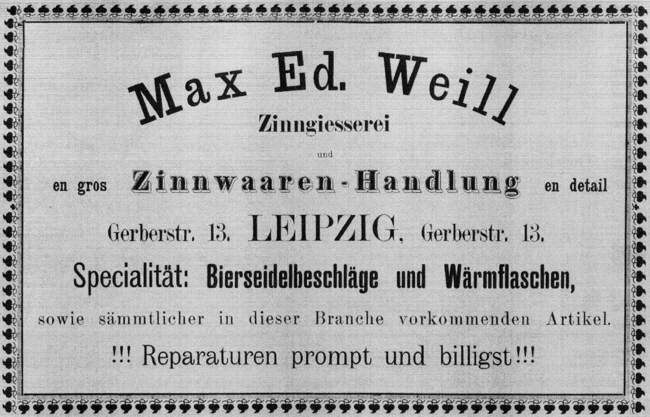 Max Ed. Weill
Zinngiesserei
und
en gros Zinnwaaren-Handlung en detail
Gerberstr. 13. LEIPZIG, Gerberstr. 13.
Specialität: Bierseidelbeschläge und Wärmflaschen,
sowie sämmtlicher in dieser Branche vorkommenden Artikel.
!!! Reparaturen prompt und billigst!!!